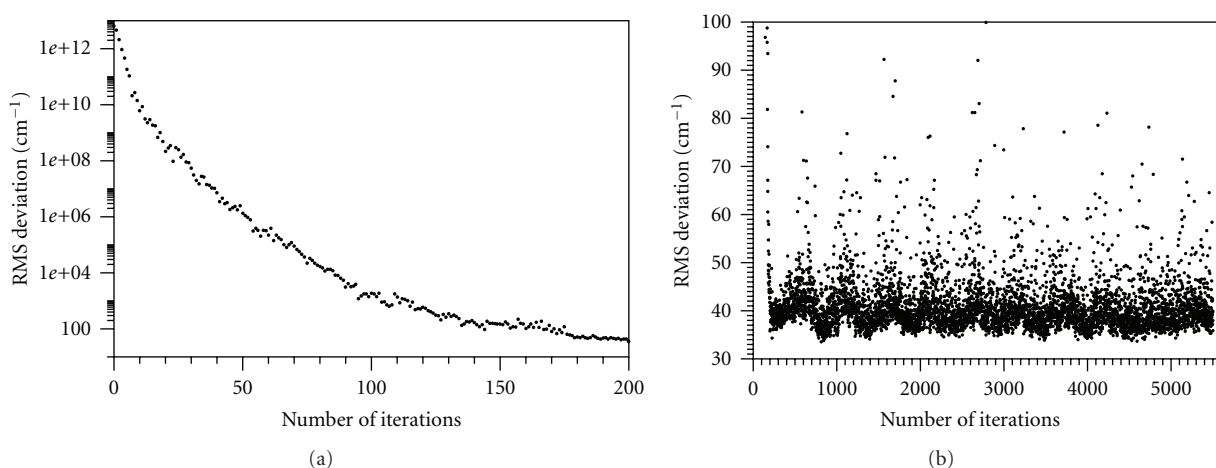 1e+12
1e+10
1e+08
1e+06
1e+04
100
RMS deviation (cm−1)
0
50
100
150
200
Number of iterations
(a)
100
90
80
70
60
50
40
30
RMS deviation (cm−1)
0
1000
2000
3000
4000
5000
Number of iterations
(b)